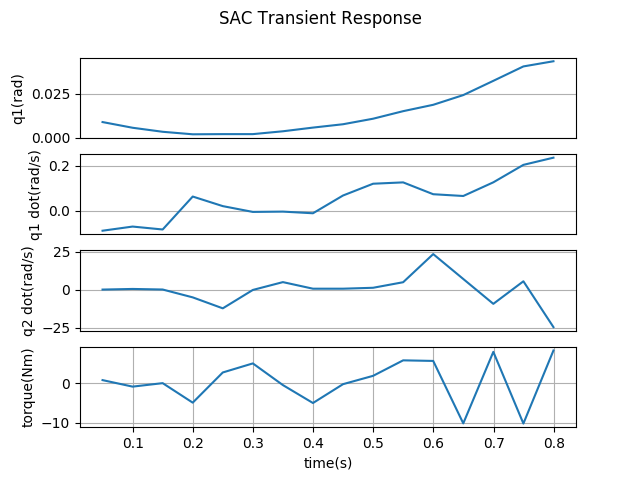 SAC Transient Response
q1(rad)
0.025
0.000
q1 dot(rad/s)
0.2
0.0
q2 dot(rad/s)
25
0
−25
torque(Nm)
0
−10
0.1 0.2 0.3 0.4 0.5 0.6 0.7 0.8
time(s)